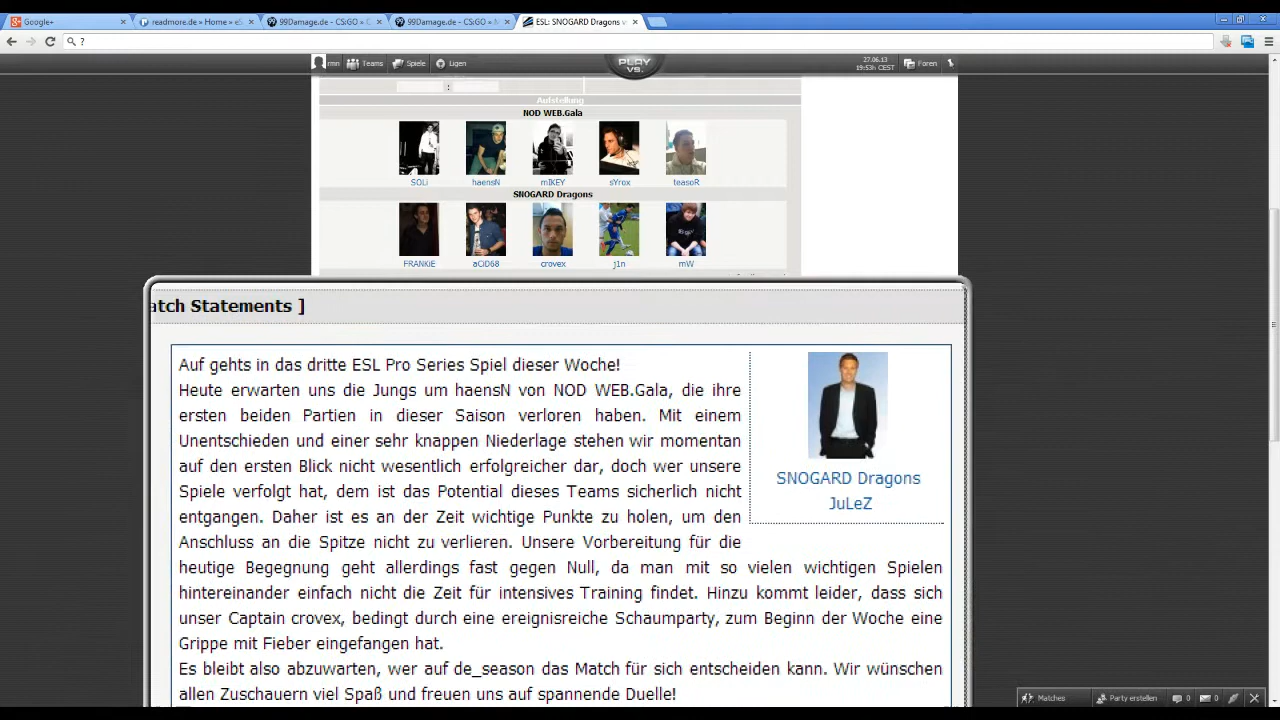 Google+
readmore.de » Home » eS
99Damage.de - CS:GO » C
99Damage.de - CS:GO » N
ESL: SNOGARD Dragons v
?
rmn
Teams
Spiele
Ligen
PLAY VS.
27.06.13
19:53h CEST
Foren
:
Aufstellung
NOD WEB.Gala
SOLi
haensN
mIKEY
sYrox
teasoR
SNOGARD Dragons
FRANKiE
aCiD68
crovex
j1n
mW
atch Statements ]
Auf gehts in das dritte ESL Pro Series Spiel dieser Woche!
Heute erwarten uns die Jungs um haensN von NOD WEB.Gala, die ihre
ersten beiden Partien in dieser Saison verloren haben. Mit einem
Unentschieden und einer sehr knappen Niederlage stehen wir momentan
auf den ersten Blick nicht wesentlich erfolgreicher dar, doch wer unsere
Spiele verfolgt hat, dem ist das Potential dieses Teams sicherlich nicht
entgangen. Daher ist es an der Zeit wichtige Punkte zu holen, um den
Anschluss an die Spitze nicht zu verlieren. Unsere Vorbereitung für die
heutige Begegnung geht allerdings fast gegen Null, da man mit so vielen wichtigen Spielen
hintereinander einfach nicht die Zeit für intensives Training findet. Hinzu kommt leider, dass sich
unser Captain crovex, bedingt durch eine ereignisreiche Schaumparty, zum Beginn der Woche eine
Grippe mit Fieber eingefangen hat.
Es bleibt also abzuwarten, wer auf de_season das Match für sich entscheiden kann. Wir wünschen
allen Zuschauern viel Spaß und freuen uns auf spannende Duelle!
SNOGARD Dragons
JuLeZ
Matches
Party erstellen
0
0